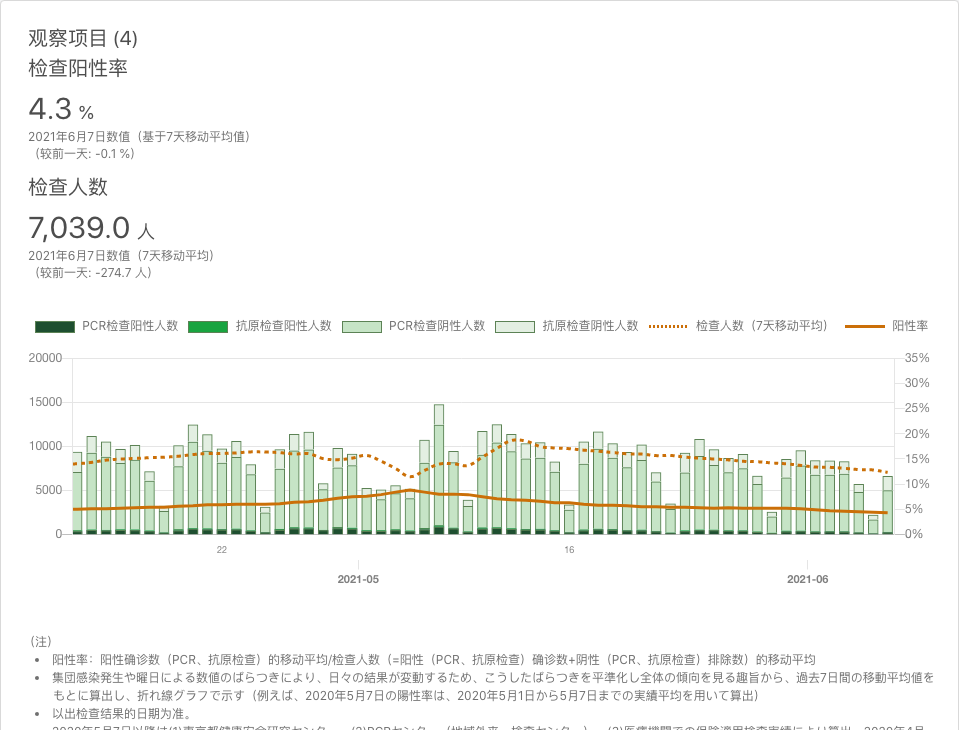 观察项目 (4)
检查阳性率
4.3 %
2021年6月7日数值（基于7天移动平均值）
（较前一天: -0.1 %）
检查人数
7,039.0 人
2021年6月7日数值（7天移动平均）
（较前一天: -274.7 人）
PCR检查阳性人数 抗原检查阳性人数 PCR检查阴性人数 抗原检查阴性人数 检查人数（7天移动平均） 阳性率
20000 35%
30%
15000 25%
20%
10000 15%
5000 10%
5%
0 0%
22 16
2021-05 2021-06
(注)
• 阳性率：阳性确诊数（PCR、抗原检查）的移动平均/检查人数（=阳性（PCR、抗原检查）确诊数+阴性（PCR、抗原检查）排除数）的移动平均
• 集団感染発生や曜日による数値のばらつきにより、日々の結果が変動するため、こうしたばらつきを平準化し全体の傾向を見る趣旨から、過去7日間の移動平均値を
もとに算出し、折れ線グラフで示す（例えば、2020年5月7日の陽性率は、2020年5月1日から5月7日までの実績平均を用いて算出）
• 以出检查结果的日期为准。